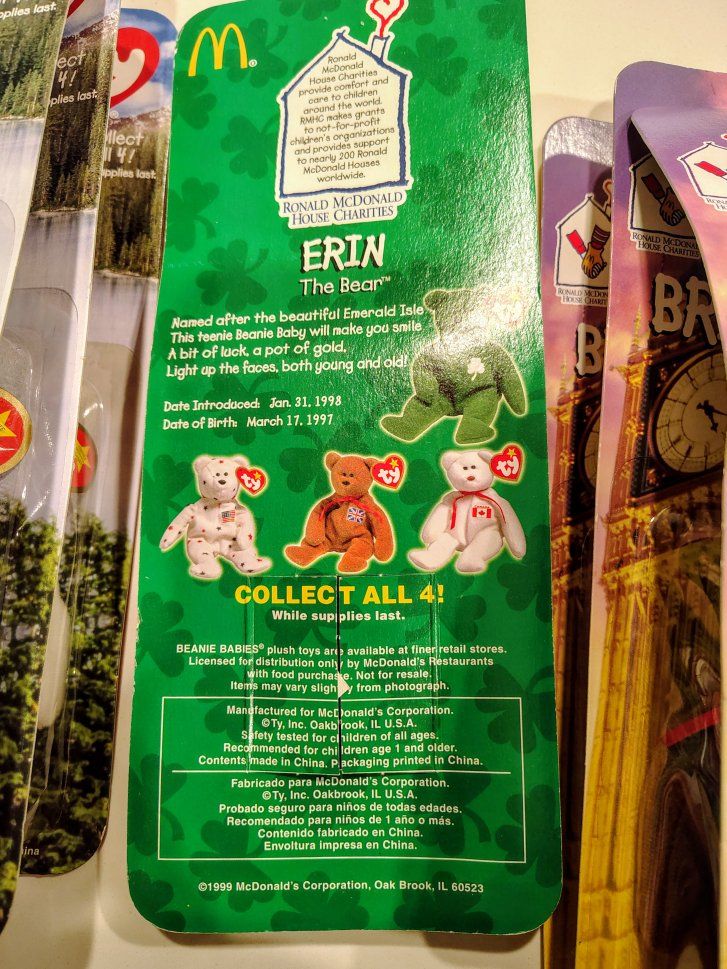 plies last.
ect
4!
plies last.
llect
4!
pplies last.
M
Ronald
McDonald
House Charities
provide comfort and
care to children
around the world.
RMHC makes grants
to not-for-profit
children's organizations
and provides support
to nearly 200 Ronald
McDonald Houses
worldwide.
RONALD MCDONALD
HOUSE CHARITIES
ERIN
The Bear™
Named after the beautiful Emerald Isle
This teenie Beanie Baby will make you smile
A bit of luck, a pot of gold,
Light up the faces, both young and old!
Date Introduced: Jan. 31. 1998
Date of Birth: March 17. 1997
ty
ty
ty
COLLECT ALL 4!
While supplies last.
BEANIE BABIES® plush toys are available at finer retail stores.
Licensed for distribution only by McDonald's Restaurants
with food purchase. Not for resale.
Items may vary slightly from photograph.
Manufactured for McDonald's Corporation.
©Ty, Inc. Oakbrook, IL U.S.A.
Safety tested for children of all ages.
Recommended for children age 1 and older.
Contents made in China. Packaging printed in China.
Fabricado para McDonald's Corporation.
©Ty, Inc. Oakbrook, IL U.S.A.
Probado seguro para niños de todas edades.
Recomendado para niños de 1 año o más.
Contenido fabricado en China.
Envoltura impresa en China.
©1999 McDonald's Corporation, Oak Brook, IL 60523
ina
RONALD MCDON
HOUSE CHARIT
B
RONALD MCDONA
HOUSE CHARITIE
BR